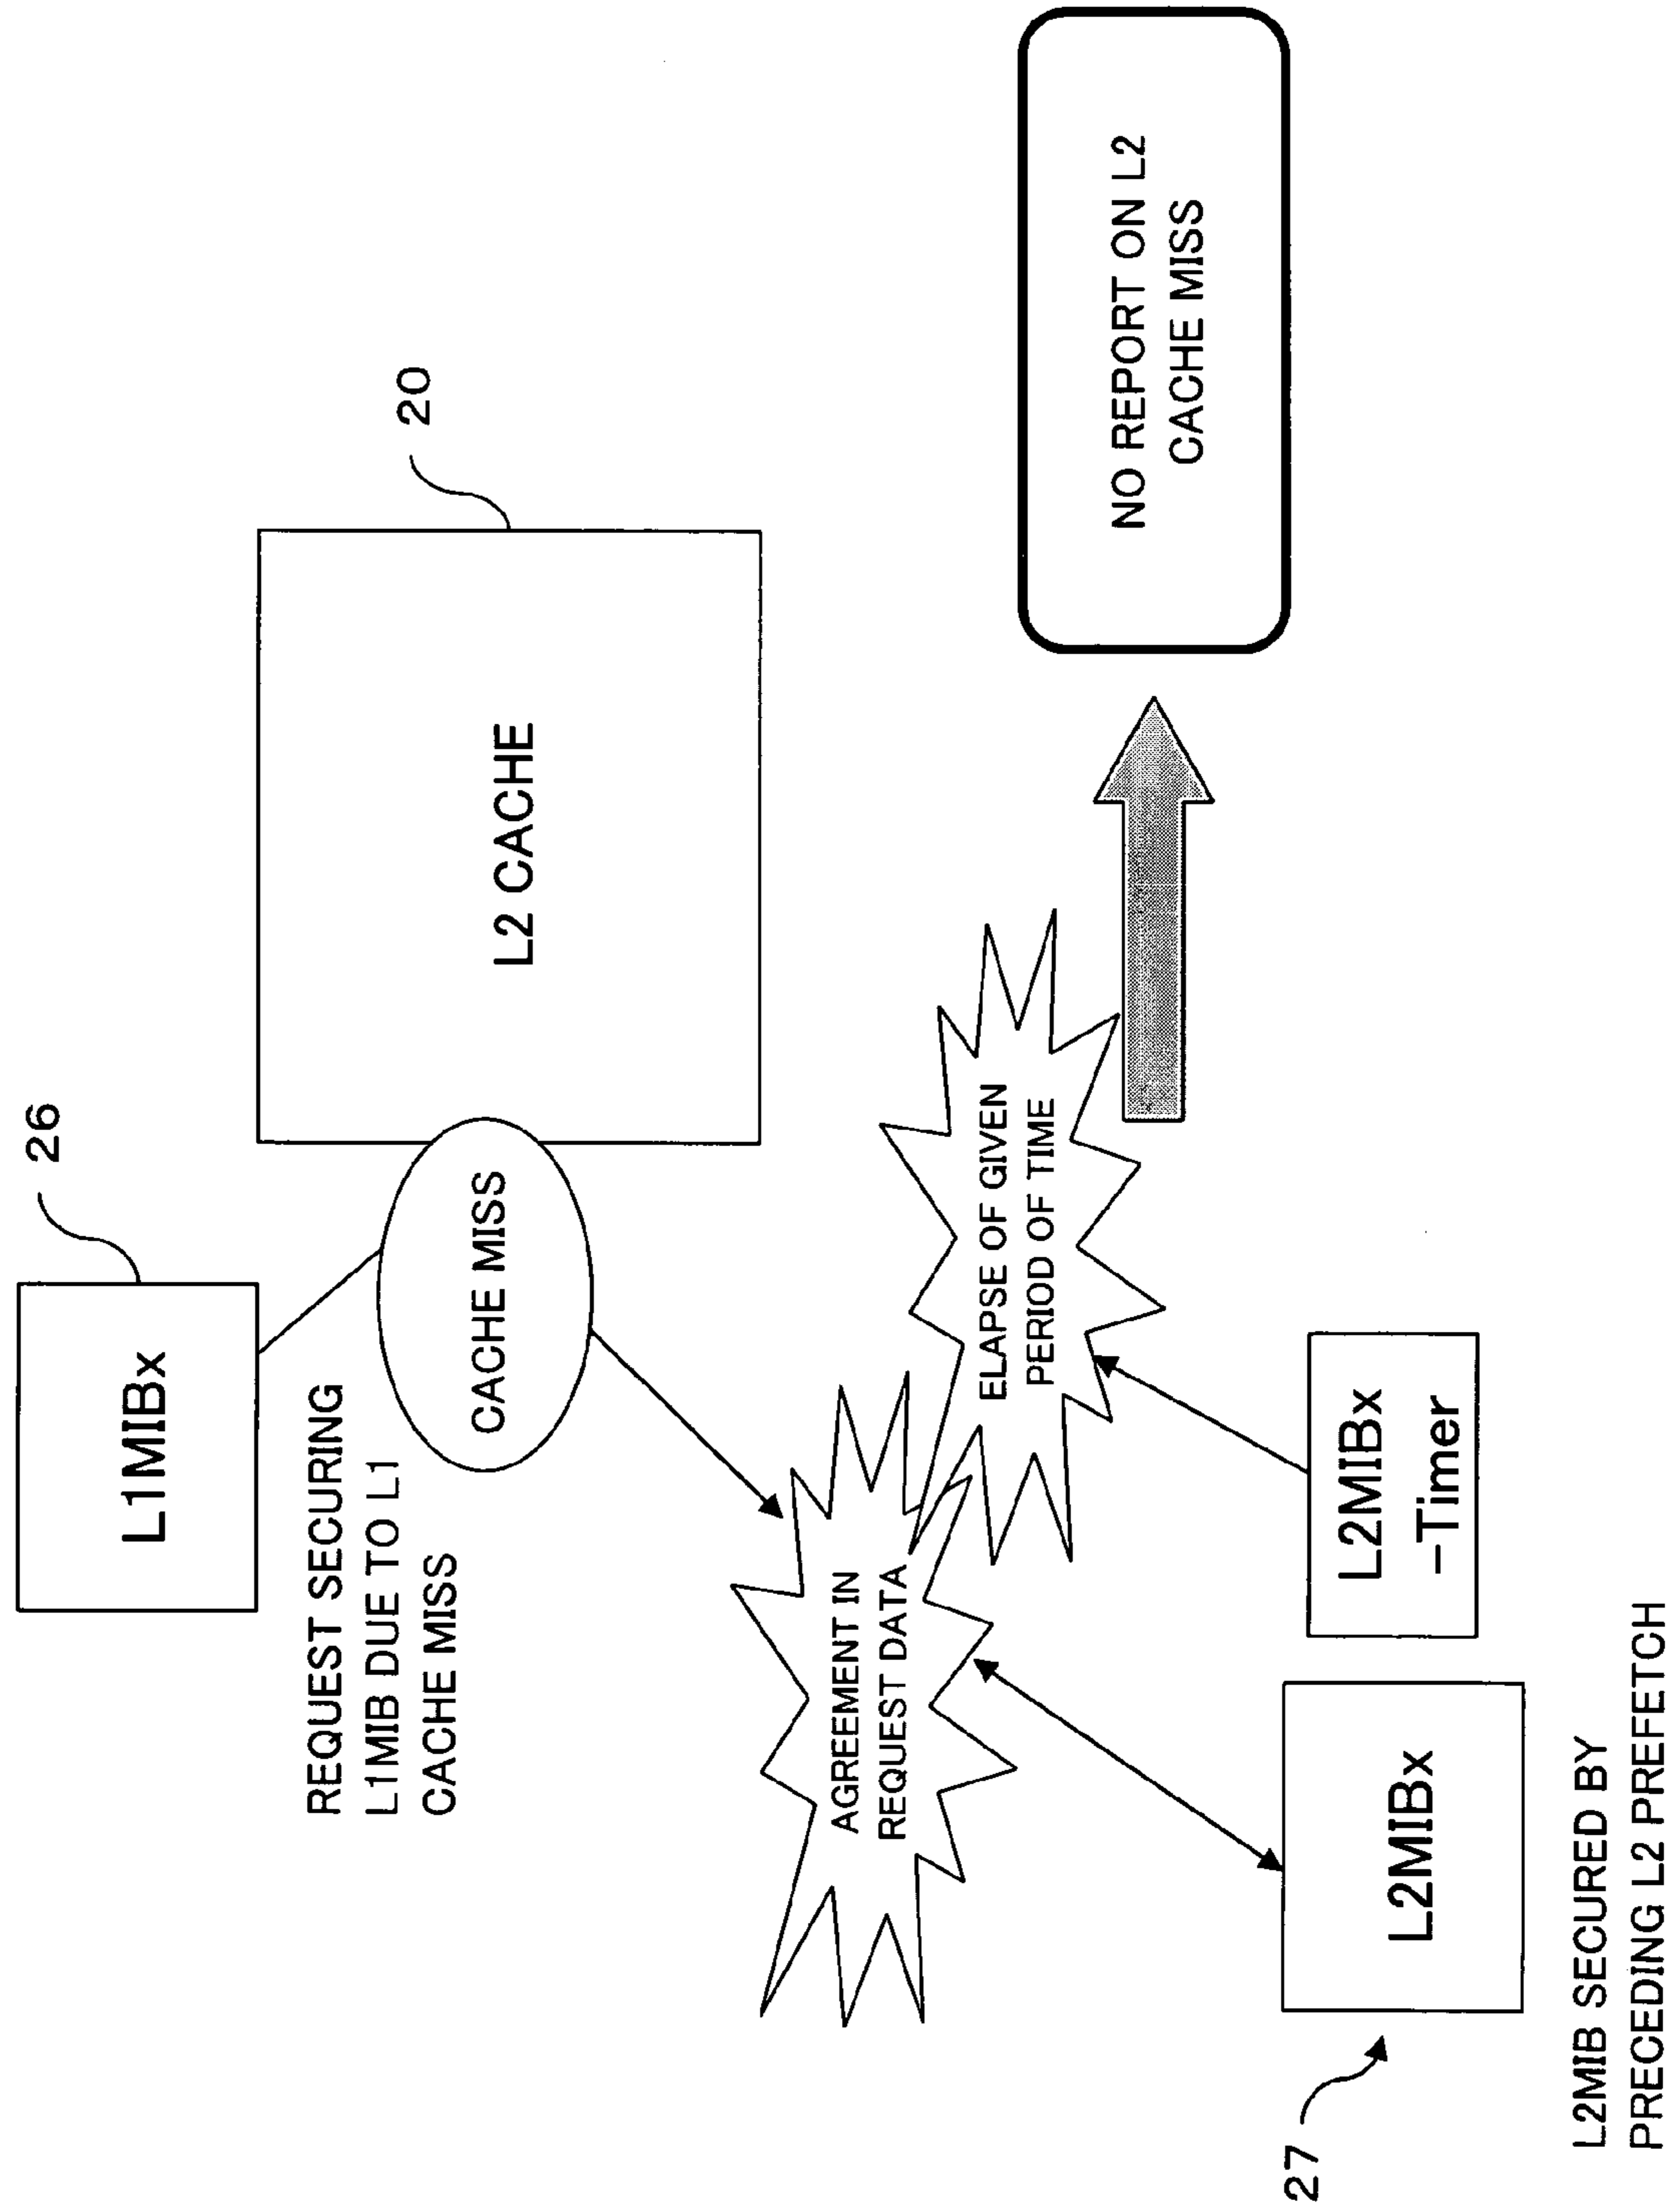 26
L1MIBx
REQUEST SECURING
L1MIB DUE TO L1
CACHE MISS
20
L2 CACHE
CACHE MISS
AGREEMENT IN
REQUEST DATA
ELAPSE OF GIVEN
PERIOD OF TIME
NO REPORT ON L2
CACHE MISS
27
L2MIBx
L2MIBx
-Timer
L2MIB SECURED BY
PRECEDING L2 PREFETCH